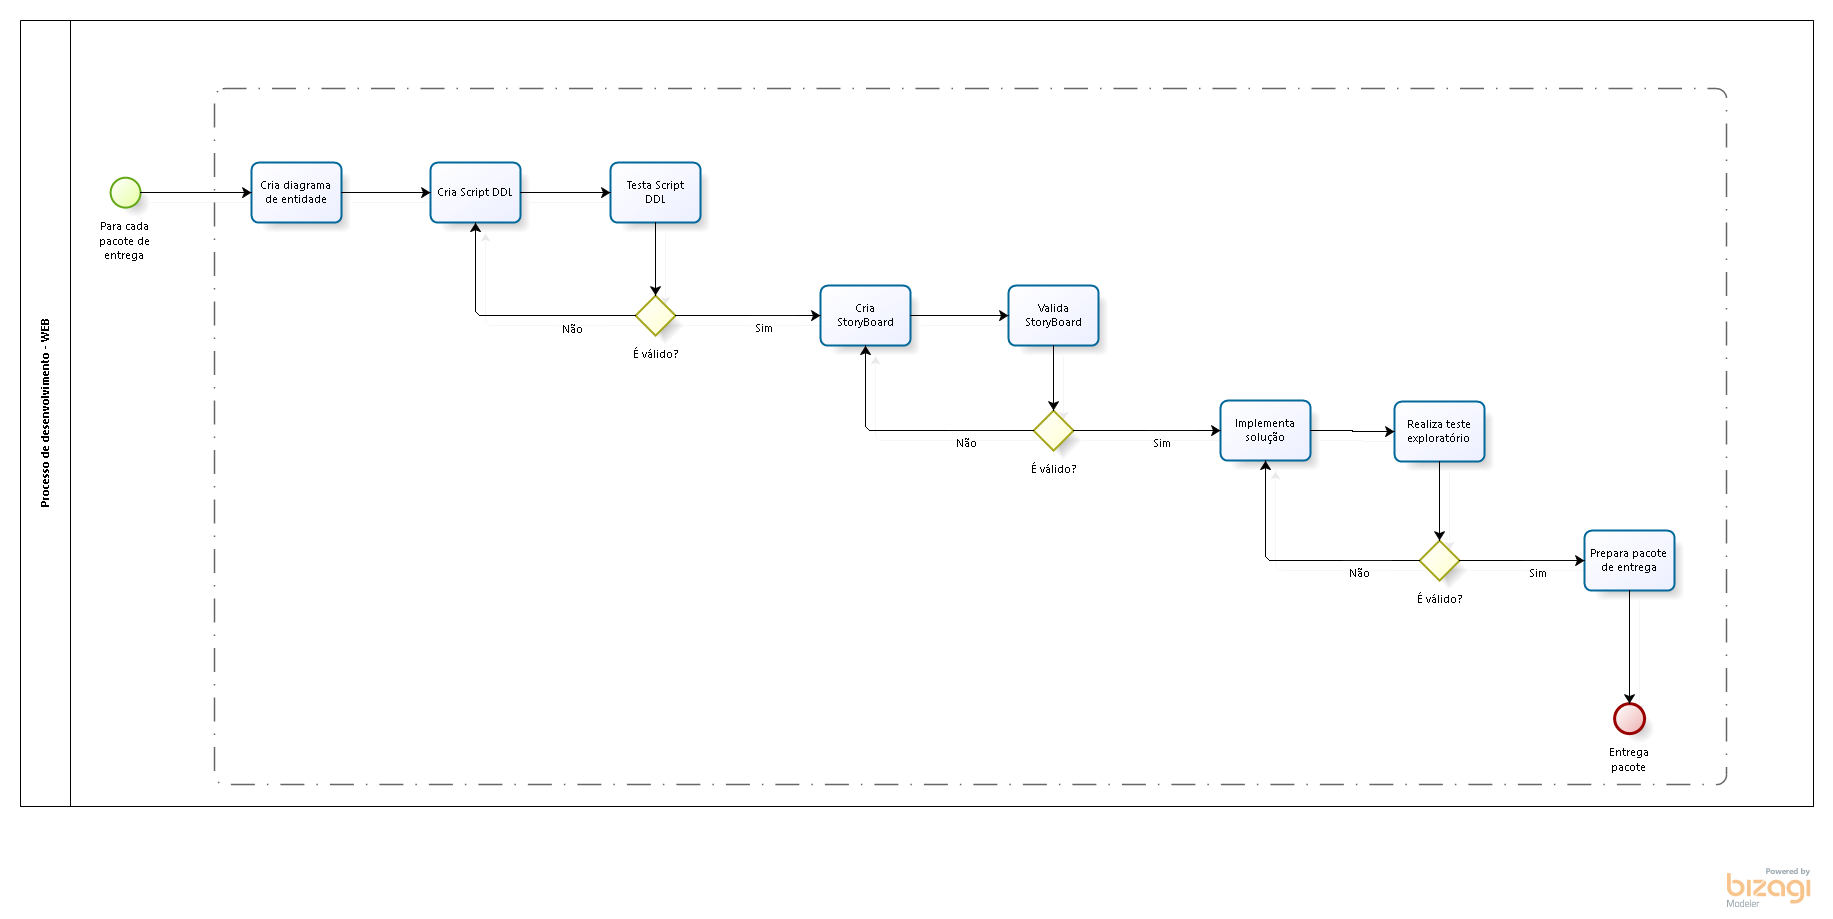 Processo de desenvolvimento - WEB
Para cada
pacote de
entrega
Cria diagrama
de entidade
Cria Script DDL
Testa Script
DDL
É válido?
Não
Sim
Cria
StoryBoard
Valida
StoryBoard
É válido?
Não
Sim
Implementa
solução
Realiza teste
exploratório
É válido?
Não
Sim
Prepara pacote
de entrega
Entrega
pacote
Powered by
bizagi
Modeler